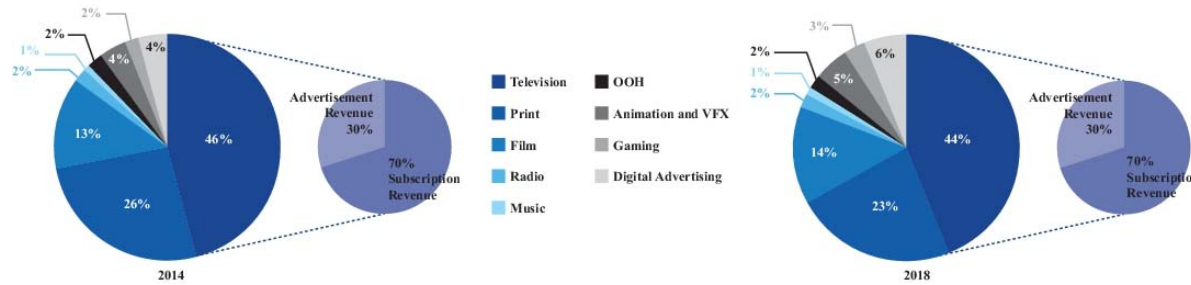 2%
2%
1%
2%
4%
4%
13%
46%
26%
2014
Advertisement
Revenue
30%
70%
Subscription
Revenue
Television
Print
Film
Radio
Music
OOH
Animation and VFX
Gaming
Digital Advertising
3%
2%
1%
2%
5%
6%
14%
44%
23%
2018
Advertisement
Revenue
30%
70%
Subscription
Revenue